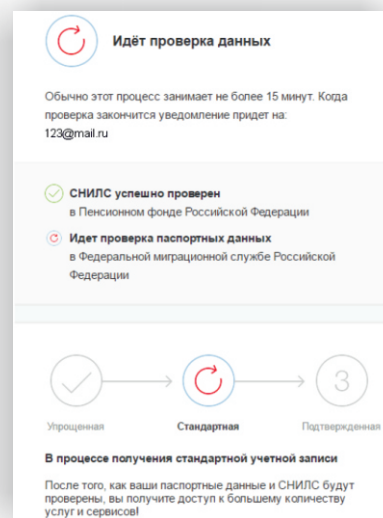 Идёт проверка данных
Обычно этот процесс занимает не более 15 минут. Когда
проверка закончится уведомление придет на:
123@mail.ru
СНИЛС успешно проверен
в Пенсионном фонде Российской Федерации
Идет проверка паспортных данных
в Федеральной миграционной службе Российской
Федерации
3
Упрощенная Стандартная Подтвержденная
В процессе получения стандартной учетной записи
После того, как ваши паспортные данные и СНИЛС будут
проверены, вы получите доступ к большему количеству
услуг и сервисов!